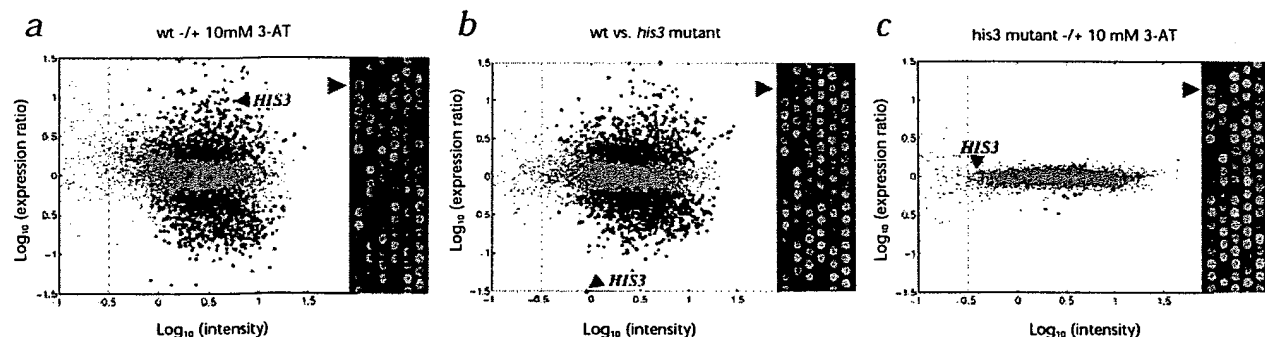 a
wt -/+ 10mM 3-AT
Log₁₀ (expression ratio)
1.5
1
0.5
0
0.5
-1
-1.5
-1
-0.5
0
0.5
1
1.5
HIS3
Log₁₀ (intensity)
b
wt vs. his3 mutant
Log₁₀ (expression ratio)
1.5
1
0.5
0
0.5
-1
-1.5
-1
-0.5
0
0.5
1
1.5
HIS3
Log₁₀ (intensity)
c
his3 mutant -/+ 10 mM 3-AT
Log₁₀ (expression ratio)
1.5
1
0.5
0
0.5
-1
-1.5
-1
-0.5
0
0.5
1
1.5
HIS3
Log₁₀ (intensity)